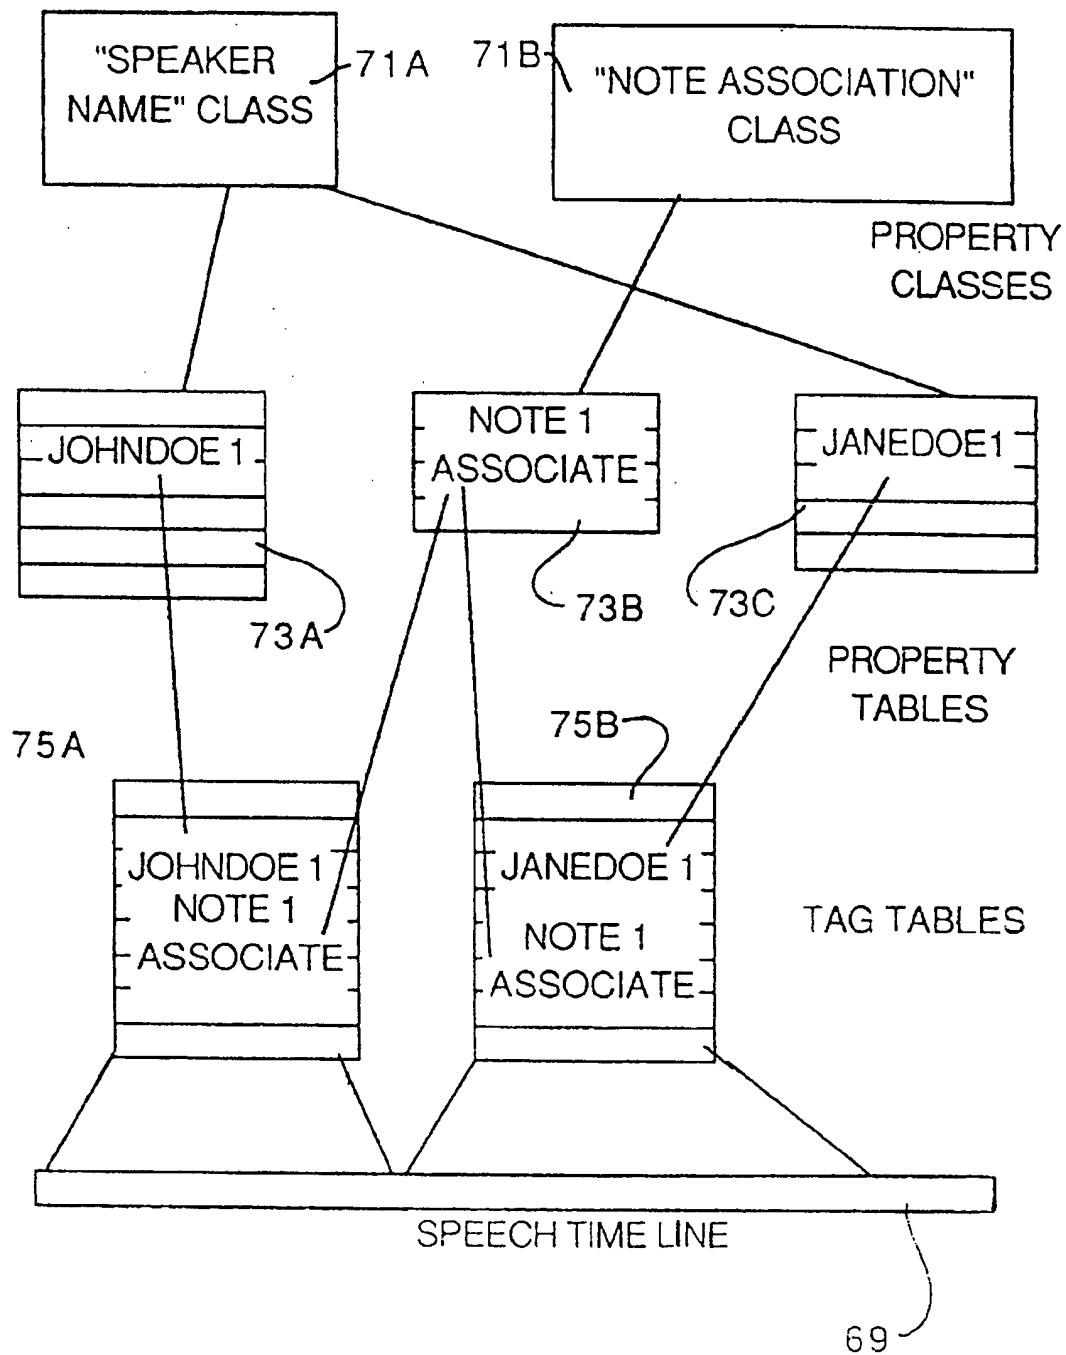 "SPEAKER
NAME" CLASS
71A
71B
"NOTE ASSOCIATION"
CLASS
PROPERTY
CLASSES
JOHNDOE 1
NOTE 1
ASSOCIATE
JANEDOE1
73A
73B
73C
PROPERTY
TABLES
75A
75B
JOHNDOE 1
NOTE 1
ASSOCIATE
JANEDOE 1
NOTE 1
ASSOCIATE
TAG TABLES
SPEECH TIME LINE
69